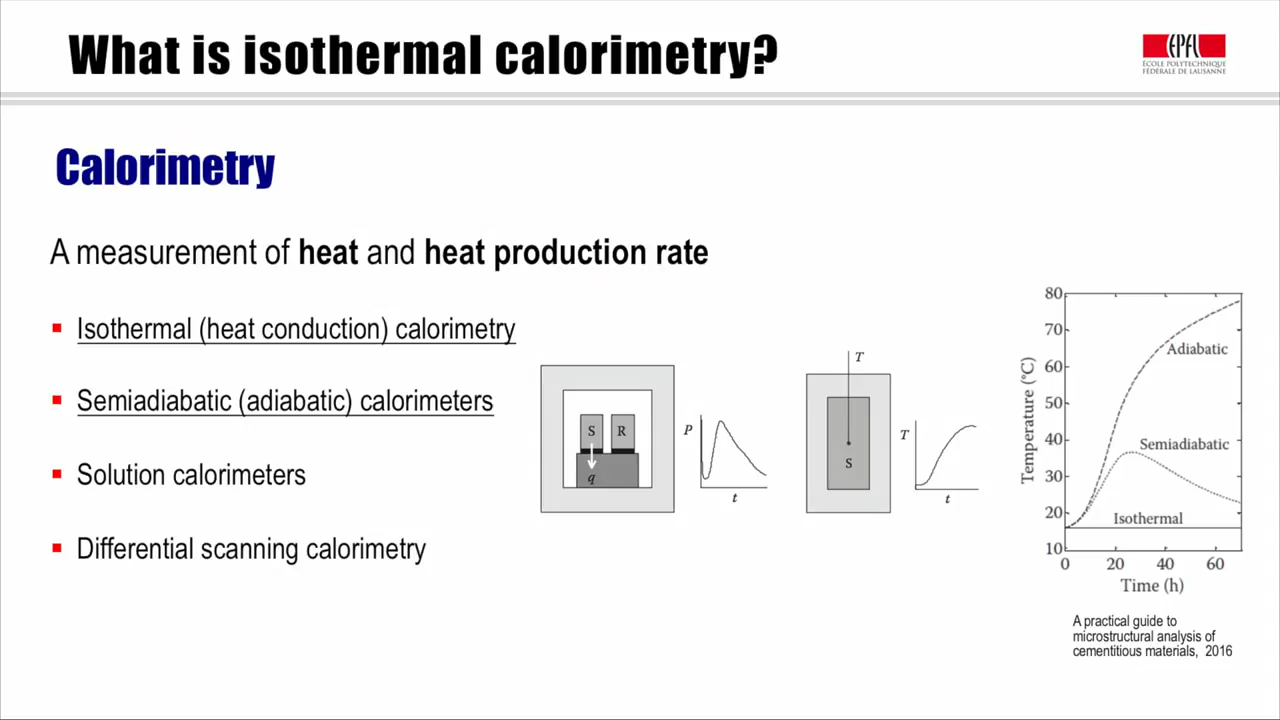 What is isothermal calorimetry?
EPFL
ÉCOLE POLYTECHNIQUE
FÉDÉRALE DE LAUSANNE
Calorimetry
A measurement of heat and heat production rate
Isothermal (heat conduction) calorimetry
Semiadiabatic (adiabatic) calorimeters
Solution calorimeters
Differential scanning calorimetry
S R
q
P
t
T
S
T
t
80
70
60
50
40
30
20
10
Temperature (°C)
Adiabatic
Semiadiabatic
Isothermal
0 20 40 60
Time (h)
A practical guide to
microstructural analysis of
cementitious materials, 2016